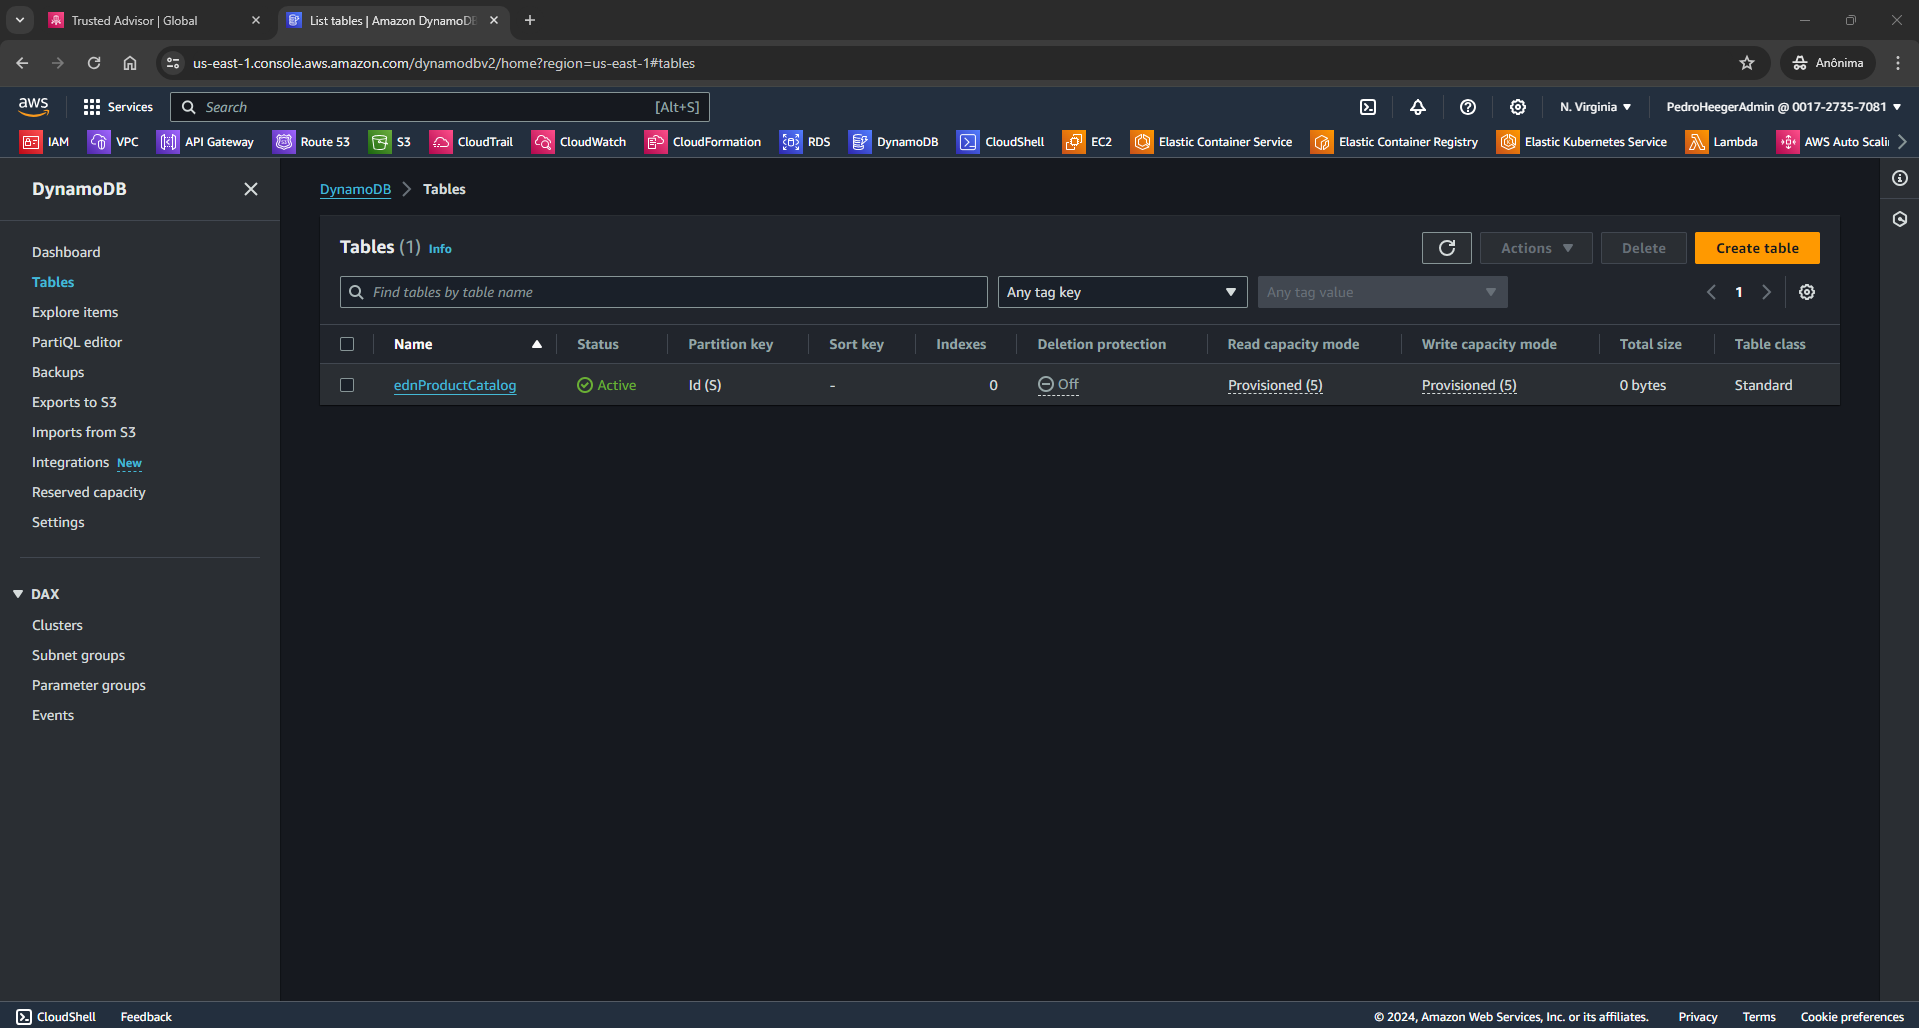 Trusted Advisor | Global
List tables | Amazon DynamoDB
us-east-1.console.aws.amazon.com/dynamodbv2/home?region=us-east-1#tables
Anônima
aws
Services
Search
[Alt+S]
N. Virginia
PedroHeegerAdmin @ 0017-2735-7081
IAM
VPC
API Gateway
Route 53
S3
CloudTrail
CloudWatch
CloudFormation
RDS
DynamoDB
CloudShell
EC2
Elastic Container Service
Elastic Container Registry
Elastic Kubernetes Service
Lambda
AWS Auto Scali
DynamoDB
Dashboard
Tables
Explore items
PartiQL editor
Backups
Exports to S3
Imports from S3
Integrations New
Reserved capacity
Settings
DAX
Clusters
Subnet groups
Parameter groups
Events
DynamoDB
Tables
Tables (1) Info
Actions
Delete
Create table
Find tables by table name
Any tag key
Any tag value
1
Name
Status
Partition key
Sort key
Indexes
Deletion protection
Read capacity mode
Write capacity mode
Total size
Table class
ednProductCatalog
Active
Id (S)
-
0
Off
Provisioned (5)
Provisioned (5)
0 bytes
Standard
CloudShell
Feedback
© 2024, Amazon Web Services, Inc. or its affiliates.
Privacy
Terms
Cookie preferences